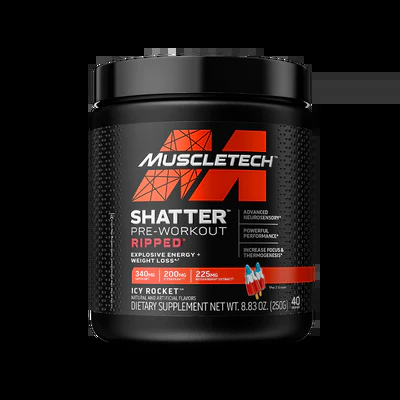 MUSCLETECH™
SHATTER™
PRE-WORKOUT
RIPPED
EXPLOSIVE ENERGY +
WEIGHT LOSS
340MG
200MG
225MG
ADVANCED
NEUROSENSORY
POWERFUL
PERFORMANCE
INCREASE FOCUS &
THERMOGENESIS
ICY ROCKET™
NATURAL AND ARTIFICIAL FLAVORS
DIETARY SUPPLEMENT NET WT. 8.83 OZ. (250G)
40